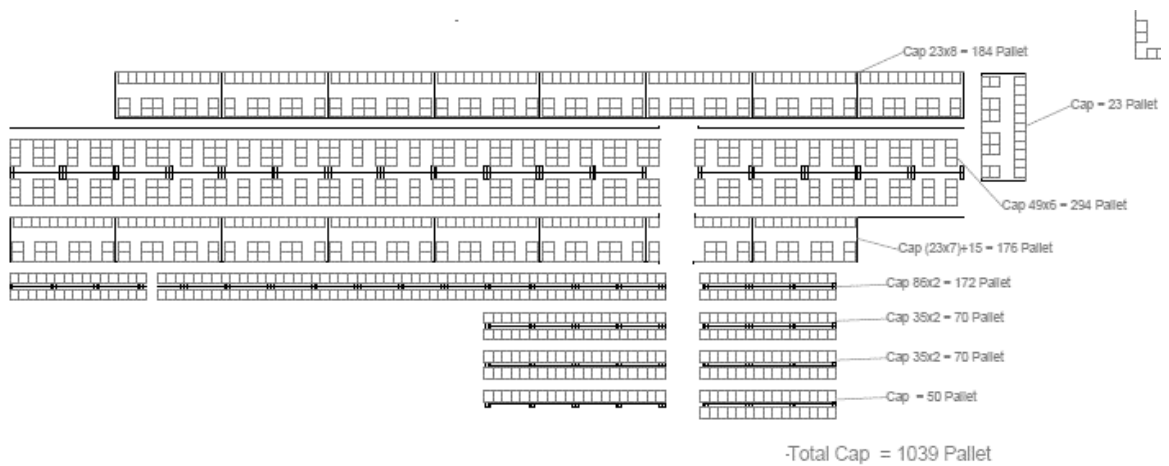 Cap 23x8 = 184 Pallet
Cap = 23 Pallet
Cap 49x6 = 294 Pallet
Cap (23x7)+15 = 176 Pallet
Cap 86x2 = 172 Pallet
Cap 35x2 = 70 Pallet
Cap 35x2 = 70 Pallet
Cap = 50 Pallet
-Total Cap = 1039 Pallet